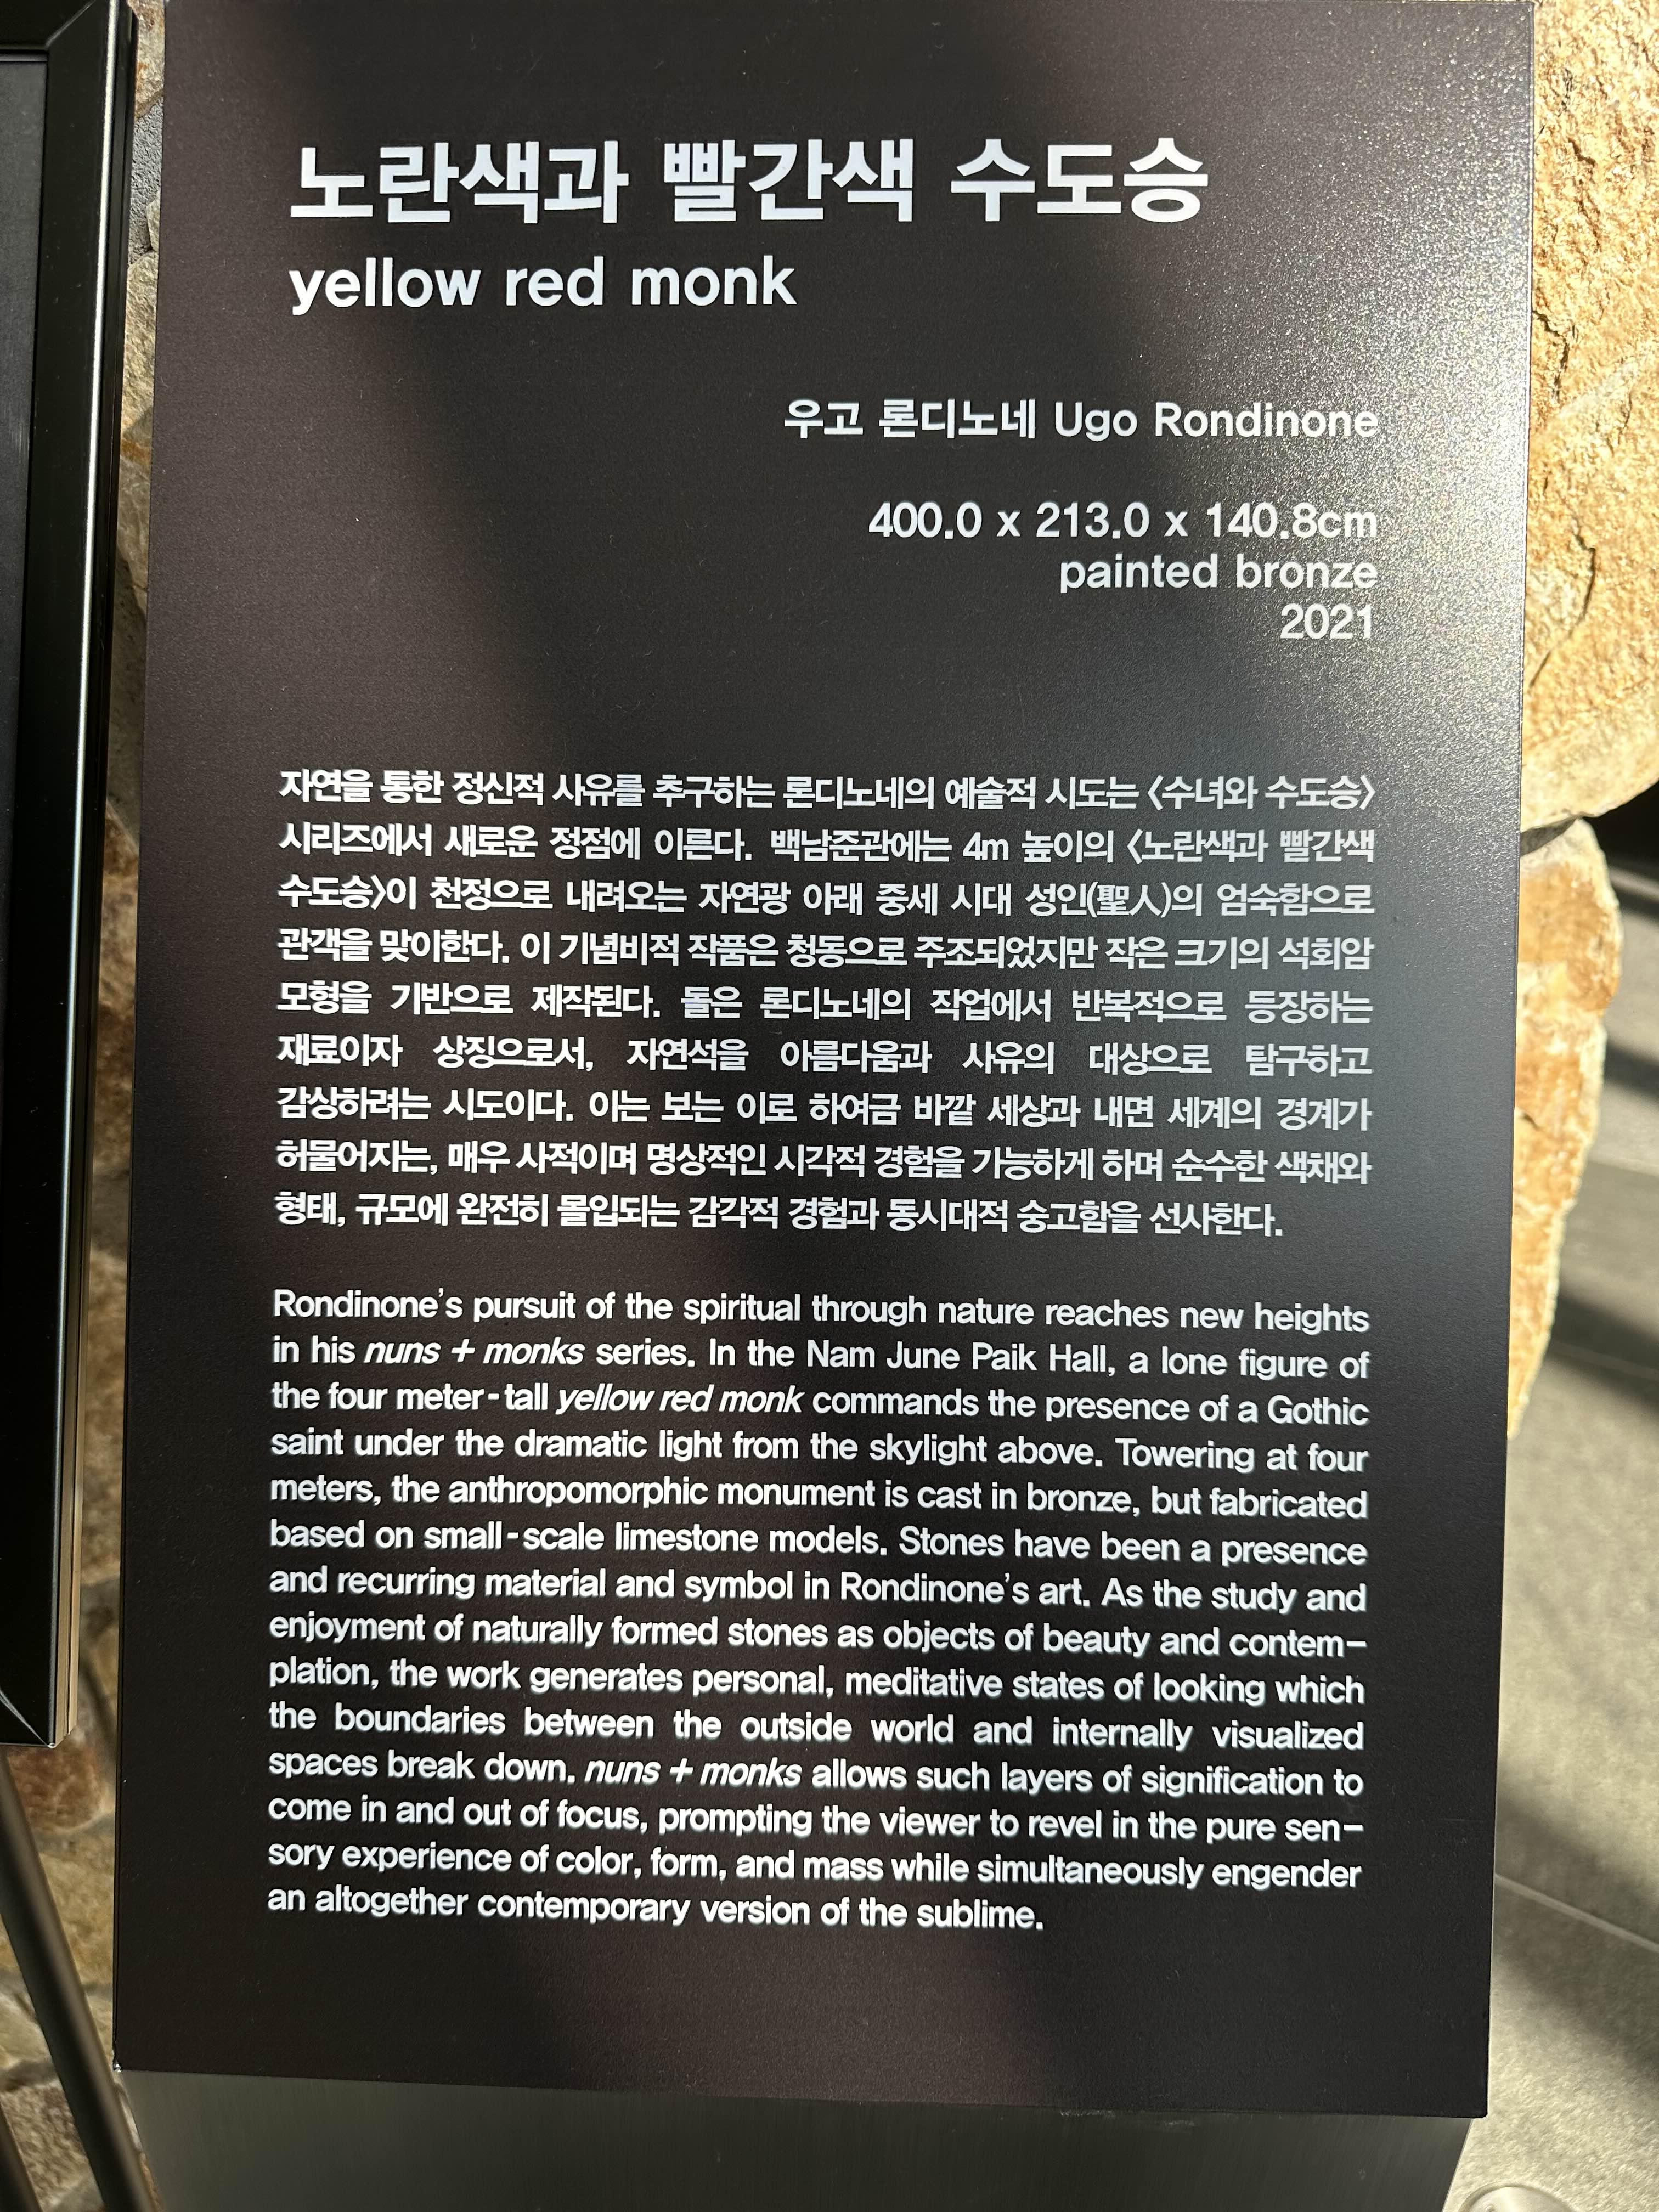 노란색과 빨간색 수도승
yellow red monk
우고 론디노네 Ugo Rondinone
400.0 x 213.0 x 140.8cm
painted bronze
2021
자연을 통한 정신적 사유를 추구하는 론디노네의 예술적 시도는 〈수녀와 수도승〉
시리즈에서 새로운 정점에 이른다. 백남준관에는 4m 높이의 〈노란색과 빨간색
수도승〉이 천정으로 내려오는 자연광 아래 중세 시대 성인(聖人)의 엄숙함으로
관객을 맞이한다. 이 기념비적 작품은 청동으로 주조되었지만 작은 크기의 석회암
모형을 기반으로 제작된다. 돌은 론디노네의 작업에서 반복적으로 등장하는
재료이자 상징으로서, 자연석을 아름다움과 사유의 대상으로 탐구하고
감상하려는 시도이다. 이는 보는 이로 하여금 바깥 세상과 내면 세계의 경계가
허물어지는, 매우 사적이며 명상적인 시각적 경험을 가능하게 하며 순수한 색채와
형태, 규모에 완전히 몰입되는 감각적 경험과 동시대적 숭고함을 선사한다.
Rondinone's pursuit of the spiritual through nature reaches new heights
in his nuns + monks series. In the Nam June Paik Hall, a lone figure of
the four meter-tall yellow red monk commands the presence of a Gothic
saint under the dramatic light from the skylight above. Towering at four
meters, the anthropomorphic monument is cast in bronze, but fabricated
based on small-scale limestone models. Stones have been a presence
and recurring material and symbol in Rondinone's art. As the study and
enjoyment of naturally formed stones as objects of beauty and contem-
plation, the work generates personal, meditative states of looking which
the boundaries between the outside world and internally visualized
spaces break down. nuns + monks allows such layers of signification to
come in and out of focus, prompting the viewer to revel in the pure sen-
sory experience of color, form, and mass while simultaneously engender
an altogether contemporary version of the sublime.